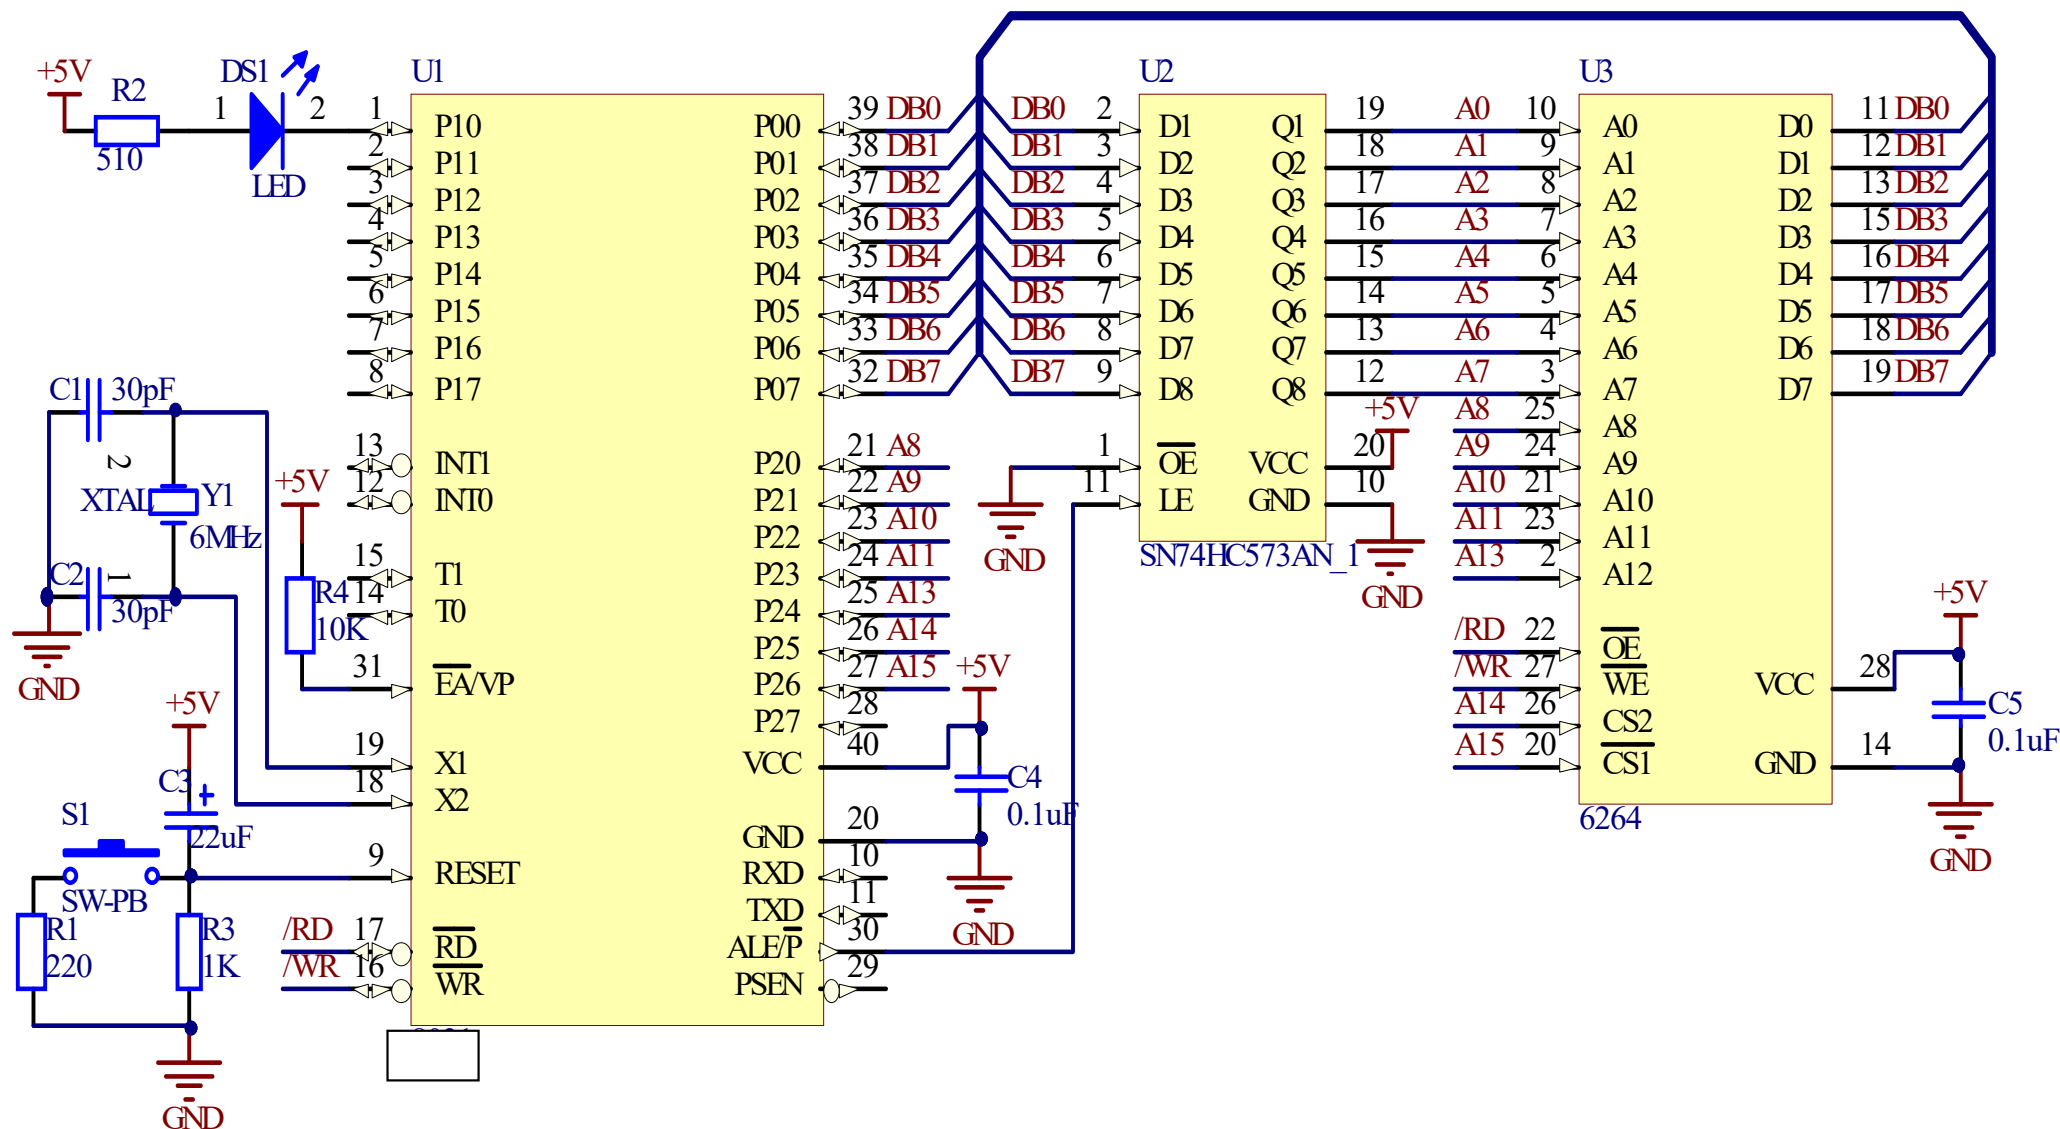 +5V
R2
510
DS1
1
2
LED
U1
1 P10
2 P11
3 P12
4 P13
5 P14
6 P15
7 P16
8 P17
13 INT1
12 INT0
15 T1
14 T0
31 EA/VP
19 X1
18 X2
9 RESET
/RD 17 RD
/WR 16 WR
P00 39 DB0
P01 38 DB1
P02 37 DB2
P03 36 DB3
P04 35 DB4
P05 34 DB5
P06 33 DB6
P07 32 DB7
P20 21 A8
P21 22 A9
P22 23 A10
P23 24 A11
P24 25 A13
P25 26 A14
P26 27 A15
P27 28
VCC 40
GND 20
RXD 10
TXD 11
ALE/P 30
PSEN 29
C1 30pF
2
XTAL Y1
6MHz
C2 1
30pF
GND
+5V
R4
10K
+5V
C3 +
22uF
S1
SW-PB
R1
220
R3
1K
GND
+5V
C4
0.1uF
GND
U2
DB0 2 D1
DB1 3 D2
DB2 4 D3
DB3 5 D4
DB4 6 D5
DB5 7 D6
DB6 8 D7
DB7 9 D8
1 OE
11 LE
GND
Q1 19 A0
Q2 18 A1
Q3 17 A2
Q4 16 A3
Q5 15 A4
Q6 14 A5
Q7 13 A6
Q8 12 A7
+5V
VCC 20
GND 10
GND
SN74HC573AN_1
U3
10 A0
9 A1
8 A2
7 A3
6 A4
5 A5
4 A6
3 A7
A8 25 A8
A9 24 A9
A10 21 A10
A11 23 A11
A13 2 A12
/RD 22 OE
/WR 27 WE
A14 26 CS2
A15 20 CS1
D0 11 DB0
D1 12 DB1
D2 13 DB2
D3 15 DB3
D4 16 DB4
D5 17 DB5
D6 18 DB6
D7 19 DB7
VCC 28
GND 14
6264
+5V
C5
0.1uF
GND